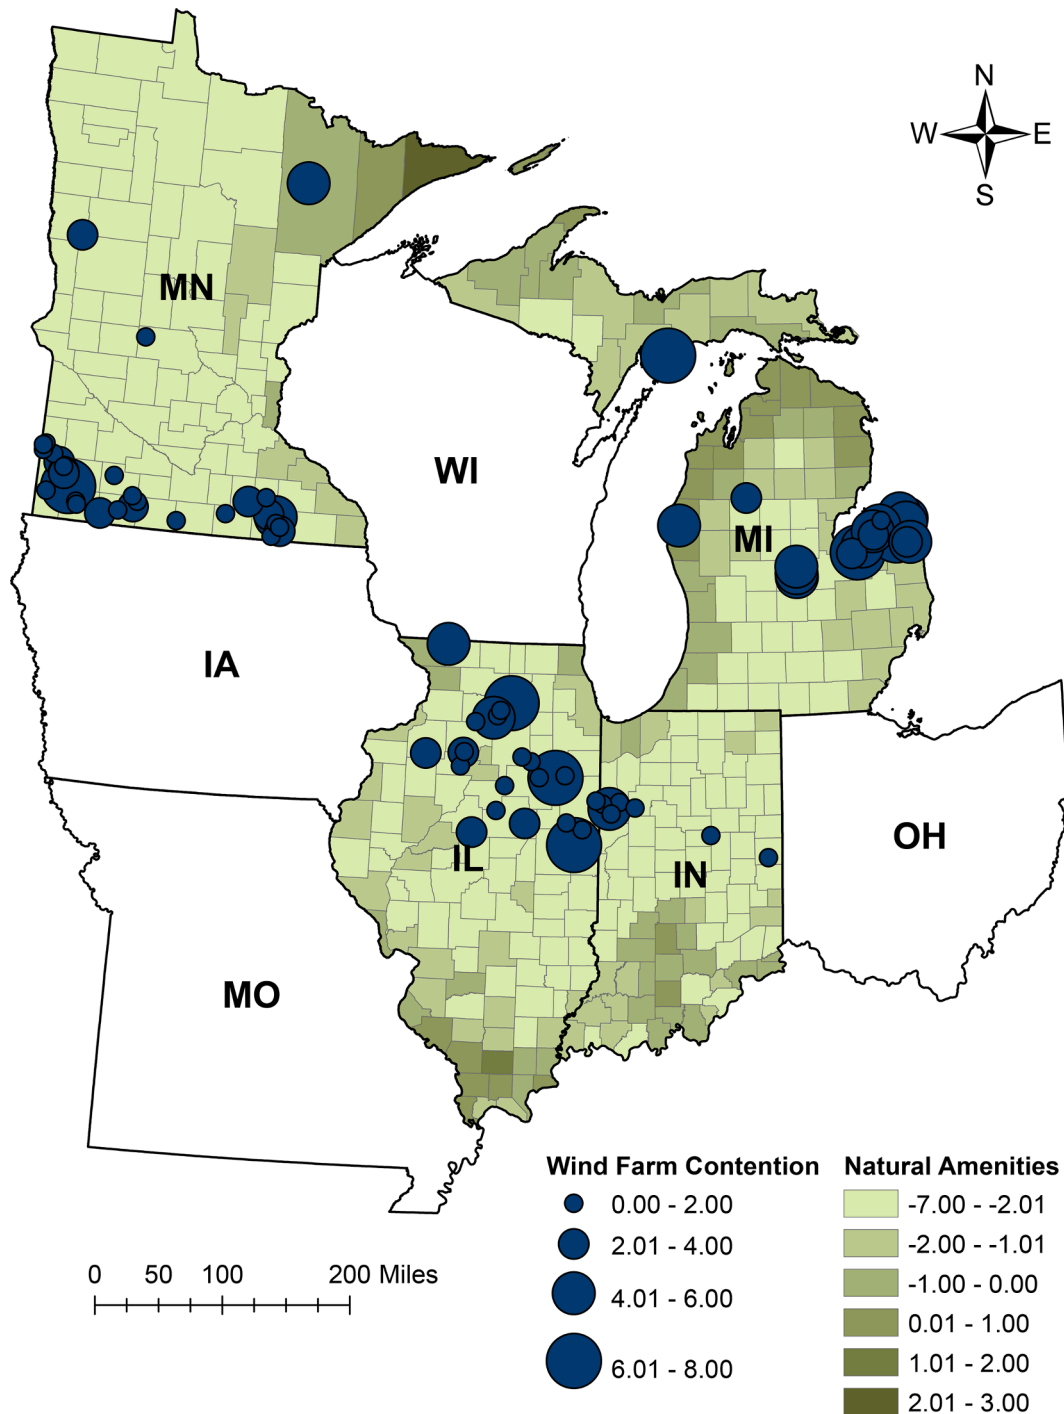 N
W E
S
MN
WI
MI
IA
IL
IN
OH
MO
Wind Farm Contention
0.00 - 2.00
2.01 - 4.00
4.01 - 6.00
6.01 - 8.00
Natural Amenities
-7.00 - -2.01
-2.00 - -1.01
-1.00 - 0.00
0.01 - 1.00
1.01 - 2.00
2.01 - 3.00
0 50 100 200 Miles